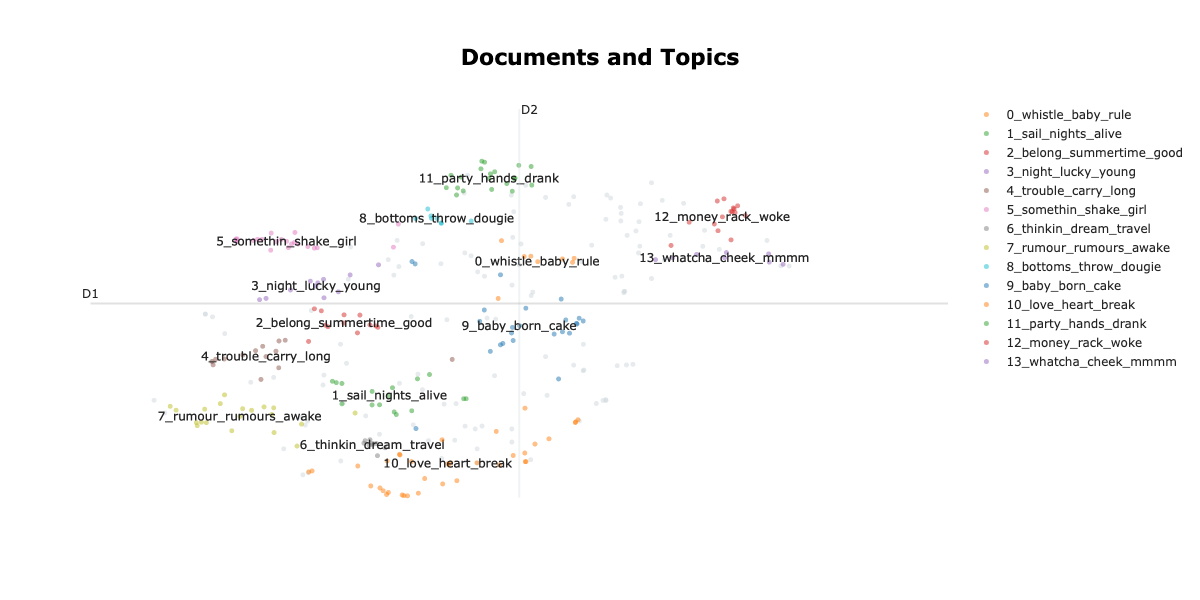 Documents and Topics
D2
D1
11_party_hands_drank
8_bottoms_throw_dougie
12_money_rack_woke
5_somethin_shake_girl
0_whistle_baby_rule
13_whatcha_cheek_mmmm
3_night_lucky_young
2_belong_summertime_good
9_baby_born_cake
4_trouble_carry_long
1_sail_nights_alive
7_rumour_rumours_awake
6_thinkin_dream_travel
10_love_heart_break
0_whistle_baby_rule
1_sail_nights_alive
2_belong_summertime_good
3_night_lucky_young
4_trouble_carry_long
5_somethin_shake_girl
6_thinkin_dream_travel
7_rumour_rumours_awake
8_bottoms_throw_dougie
9_baby_born_cake
10_love_heart_break
11_party_hands_drank
12_money_rack_woke
13_whatcha_cheek_mmmm